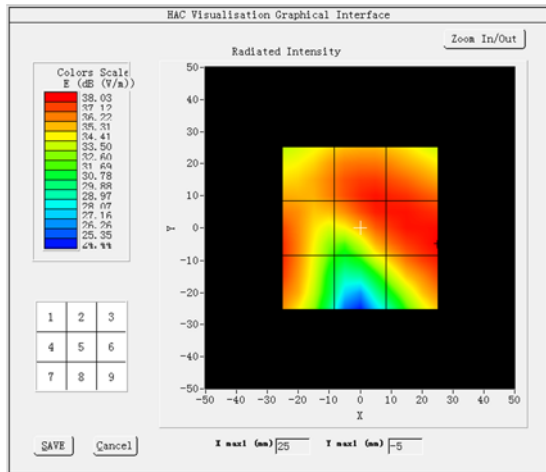 HAC Visualisation Graphical Interface
Zoom In/Out
Radiated Intensity
Colors Scale
E (dB (V/m))
38.03
37.12
36.22
35.31
34.41
33.50
32.60
31.69
30.78
29.88
28.97
28.07
27.16
26.26
25.35
50
40
30
20
10
0
-10
-20
-30
-40
-50
Y
-50 -40 -30 -20 -10 0 10 20 30 40 50
X
1 2 3
4 5 6
7 8 9
SAVE Cancel
X max1 (mm) 25 Y max1 (mm) -5